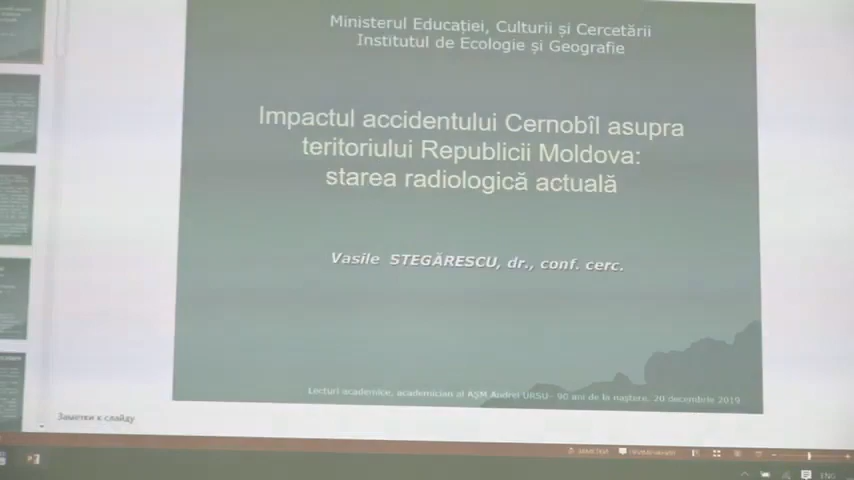 Ministerul Educației, Culturii și Cercetării
Institutul de Ecologie și Geografie
Impactul accidentului Cernobîl asupra
teritoriului Republicii Moldova:
starea radiologică actuală
Vasile STEGĂRESCU, dr., conf. cerc.
Lecturi academice, academician al AȘM Andrei URSU- 90 ani de la naștere. 20 decembrie 2019
Заметки к слайду
ЗАМЕТКИ
ENG